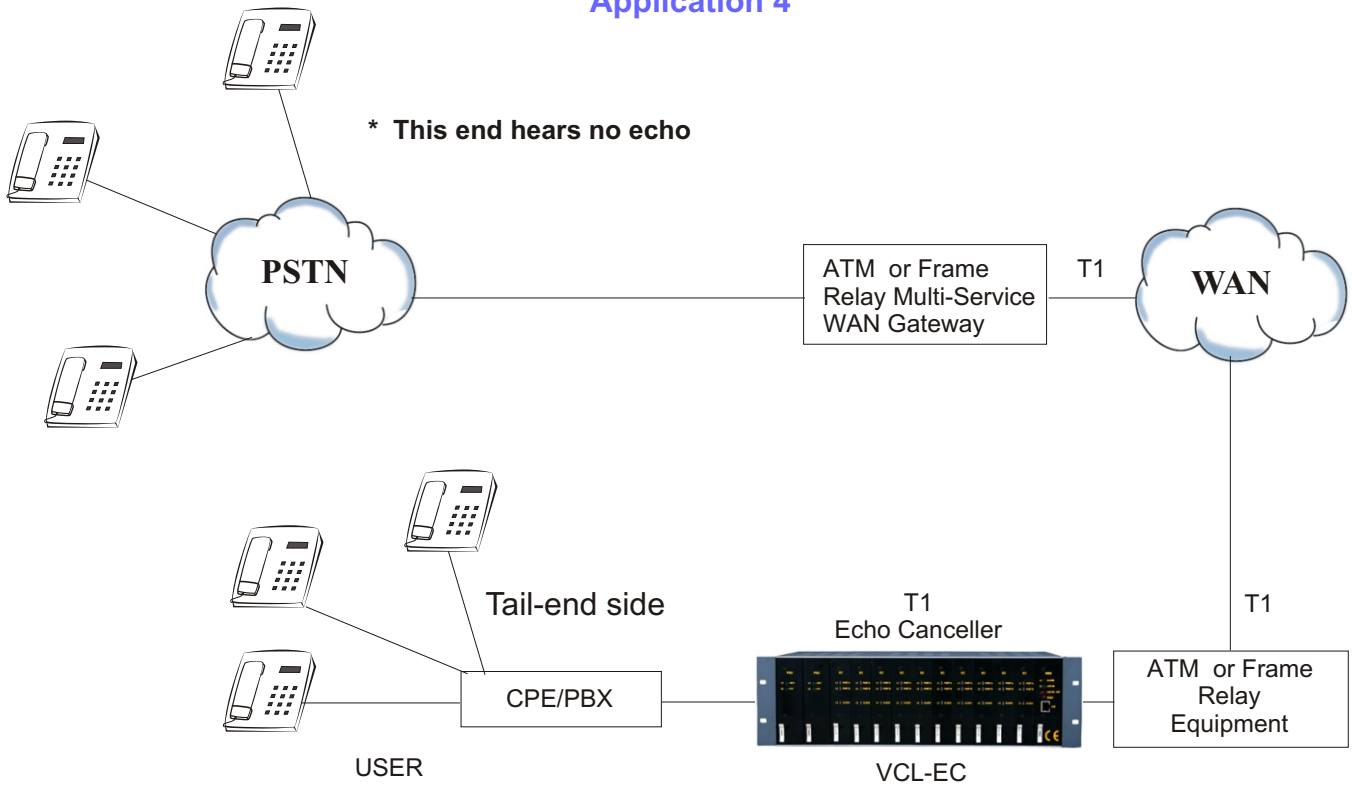 Application 4
* This end hears no echo
PSTN
ATM or Frame
Relay Multi-Service
WAN Gateway
T1
WAN
Tail-end side
T1
Echo Canceller
T1
CPE/PBX
ATM or Frame
Relay
Equipment
USER
VCL-EC